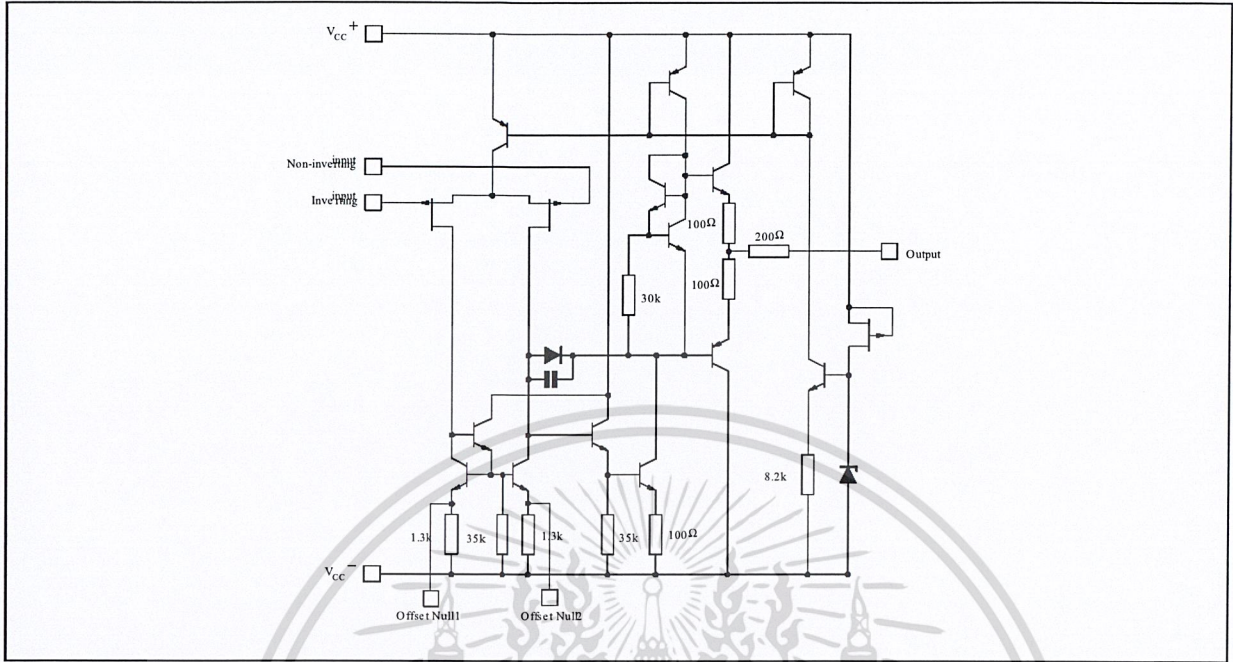 VCC+
Non-inverting input
Inverting input
100Ω
200Ω
Output
100Ω
30k
8.2k
1.3k
35k
1.3k
35k
100Ω
VCC−
Offset Null1
Offset Null2